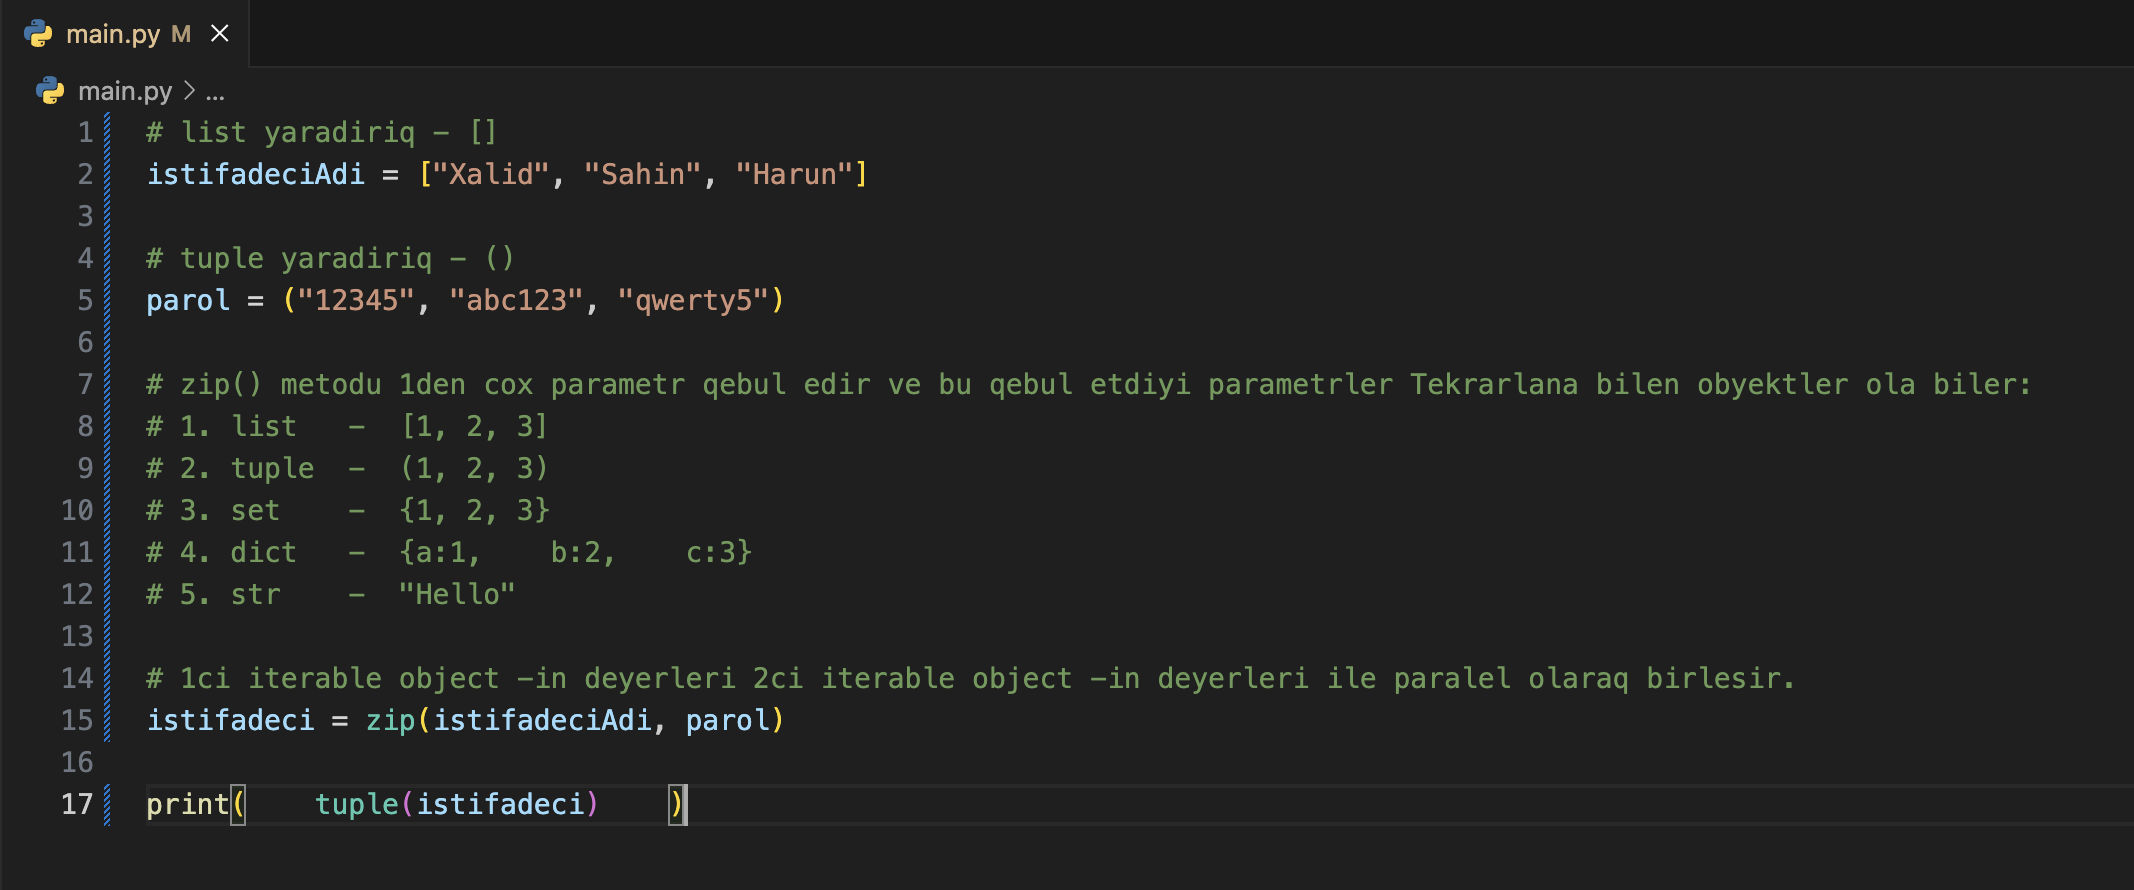 main.py M ×
main.py > ...
1 # list yaradiriq - []
2 istifadeciAdi = ["Xalid", "Sahin", "Harun"]
3
4 # tuple yaradiriq - ()
5 parol = ("12345", "abc123", "qwerty5")
6
7 # zip() metodu 1den cox parametr qebul edir ve bu qebul etdiyi parametrler Tekrarlana bilen obyektler ola biler:
8 # 1. list   -  [1, 2, 3]
9 # 2. tuple  -  (1, 2, 3)
10 # 3. set    -  {1, 2, 3}
11 # 4. dict   -  {a:1,    b:2,    c:3}
12 # 5. str    -  "Hello"
13
14 # 1ci iterable object -in deyerleri 2ci iterable object -in deyerleri ile paralel olaraq birlesir.
15 istifadeci = zip(istifadeciAdi, parol)
16
17 print(    tuple(istifadeci)    )